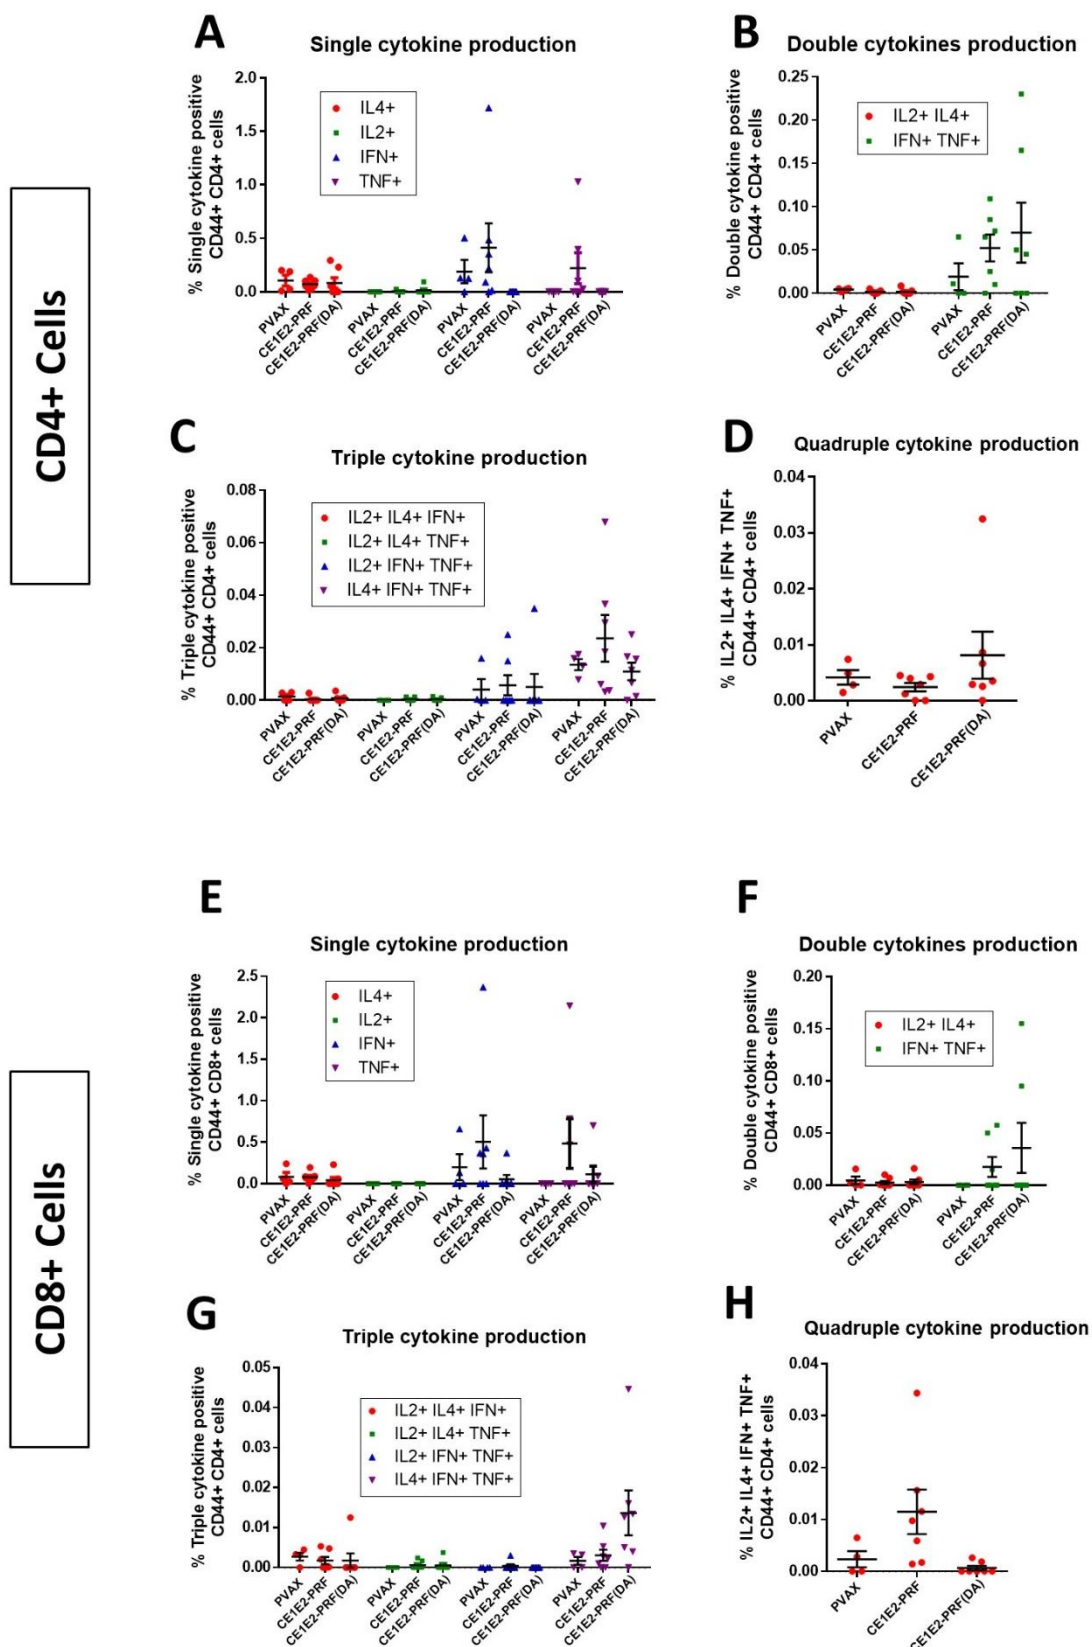 CD4+ Cells
A
Single cytokine production
% Single cytokine positive
CD44+ CD4+ cells
2.0
1.5
1.0
0.5
0.0
IL4+
IL2+
IFN+
TNF+
PVAX
CE1E2-PRF
CE1E2-PRF(DA)
PVAX
CE1E2-PRF
CE1E2-PRF(DA)
PVAX
CE1E2-PRF
CE1E2-PRF(DA)
PVAX
CE1E2-PRF
CE1E2-PRF(DA)
B
Double cytokines production
% Double cytokine positive
CD44+ CD4+ cells
0.25
0.20
0.15
0.10
0.05
0.00
IL2+ IL4+
IFN+ TNF+
PVAX
CE1E2-PRF
CE1E2-PRF(DA)
PVAX
CE1E2-PRF
CE1E2-PRF(DA)
C
Triple cytokine production
% Triple cytokine positive
CD44+ CD4+ cells
0.08
0.06
0.04
0.02
0.00
IL2+ IL4+ IFN+
IL2+ IL4+ TNF+
IL2+ IFN+ TNF+
IL4+ IFN+ TNF+
PVAX
CE1E2-PRF
CE1E2-PRF(DA)
PVAX
CE1E2-PRF
CE1E2-PRF(DA)
PVAX
CE1E2-PRF
CE1E2-PRF(DA)
PVAX
CE1E2-PRF
CE1E2-PRF(DA)
D
Quadruple cytokine production
% IL2+ IL4+ IFN+ TNF+
CD44+ CD4+ cells
0.04
0.03
0.02
0.01
0.00
PVAX
CE1E2-PRF
CE1E2-PRF(DA)
CD8+ Cells
E
Single cytokine production
% Single cytokine positive
CD44+ CD8+ cells
2.5
2.0
1.5
1.0
0.5
0.0
IL4+
IL2+
IFN+
TNF+
PVAX
CE1E2-PRF
CE1E2-PRF(DA)
PVAX
CE1E2-PRF
CE1E2-PRF(DA)
PVAX
CE1E2-PRF
CE1E2-PRF(DA)
PVAX
CE1E2-PRF
CE1E2-PRF(DA)
F
Double cytokines production
% Double cytokine positive
CD44+ CD8+ cells
0.20
0.15
0.10
0.05
0.00
IL2+ IL4+
IFN+ TNF+
PVAX
CE1E2-PRF
CE1E2-PRF(DA)
PVAX
CE1E2-PRF
CE1E2-PRF(DA)
G
Triple cytokine production
% Triple cytokine positive
CD44+ CD4+ cells
0.05
0.04
0.03
0.02
0.01
0.00
IL2+ IL4+ IFN+
IL2+ IL4+ TNF+
IL2+ IFN+ TNF+
IL4+ IFN+ TNF+
PVAX
CE1E2-PRF
CE1E2-PRF(DA)
PVAX
CE1E2-PRF
CE1E2-PRF(DA)
PVAX
CE1E2-PRF
CE1E2-PRF(DA)
PVAX
CE1E2-PRF
CE1E2-PRF(DA)
H
Quadruple cytokine production
% IL2+ IL4+ IFN+ TNF+
CD44+ CD4+ cells
0.04
0.03
0.02
0.01
0.00
PVAX
CE1E2-PRF
CE1E2-PRF(DA)